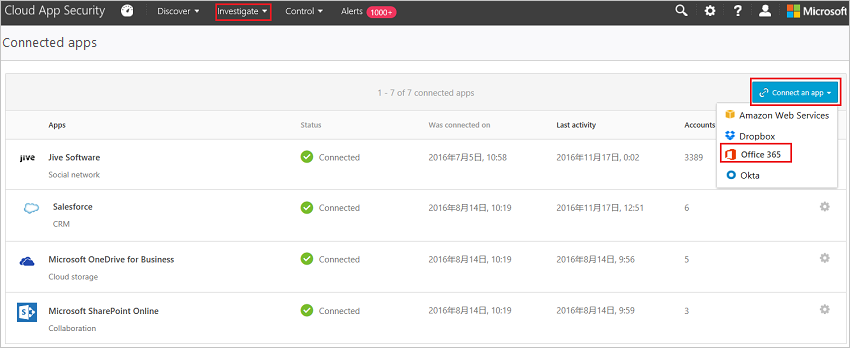 Cloud App Security Discover Investigate Control Alerts 1000+ ? Microsoft
Connected apps
1 - 7 of 7 connected apps
Connect an app
Amazon Web Services
Dropbox
Office 365
Okta
Apps Status Was connected on Last activity Accounts
Jive Jive Software Connected 2016年7月5日, 10:58 2016年11月17日, 0:02 3389
Social network
Salesforce Connected 2016年8月14日, 10:19 2016年11月17日, 12:51 6
CRM
Microsoft OneDrive for Business Connected 2016年8月14日, 10:19 2016年8月14日, 9:56 5
Cloud storage
S Microsoft SharePoint Online Connected 2016年8月14日, 10:19 2016年8月14日, 9:59 3
Collaboration